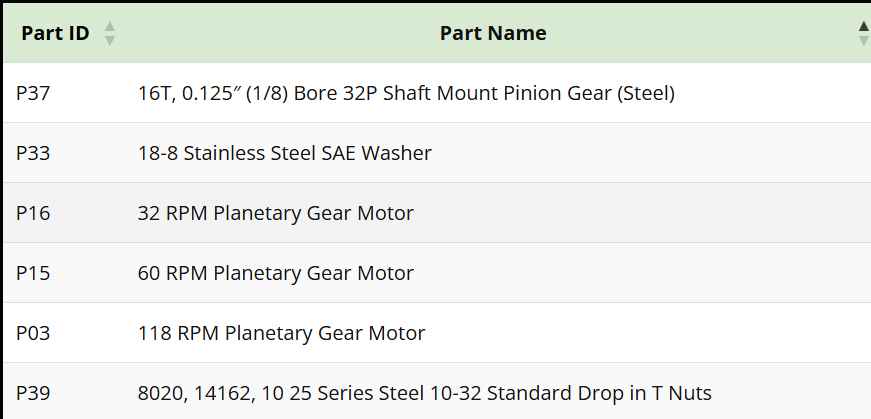 Part ID Part Name
P37 16T, 0.125″ (1/8) Bore 32P Shaft Mount Pinion Gear (Steel)
P33 18-8 Stainless Steel SAE Washer
P16 32 RPM Planetary Gear Motor
P15 60 RPM Planetary Gear Motor
P03 118 RPM Planetary Gear Motor
P39 8020, 14162, 10 25 Series Steel 10-32 Standard Drop in T Nuts